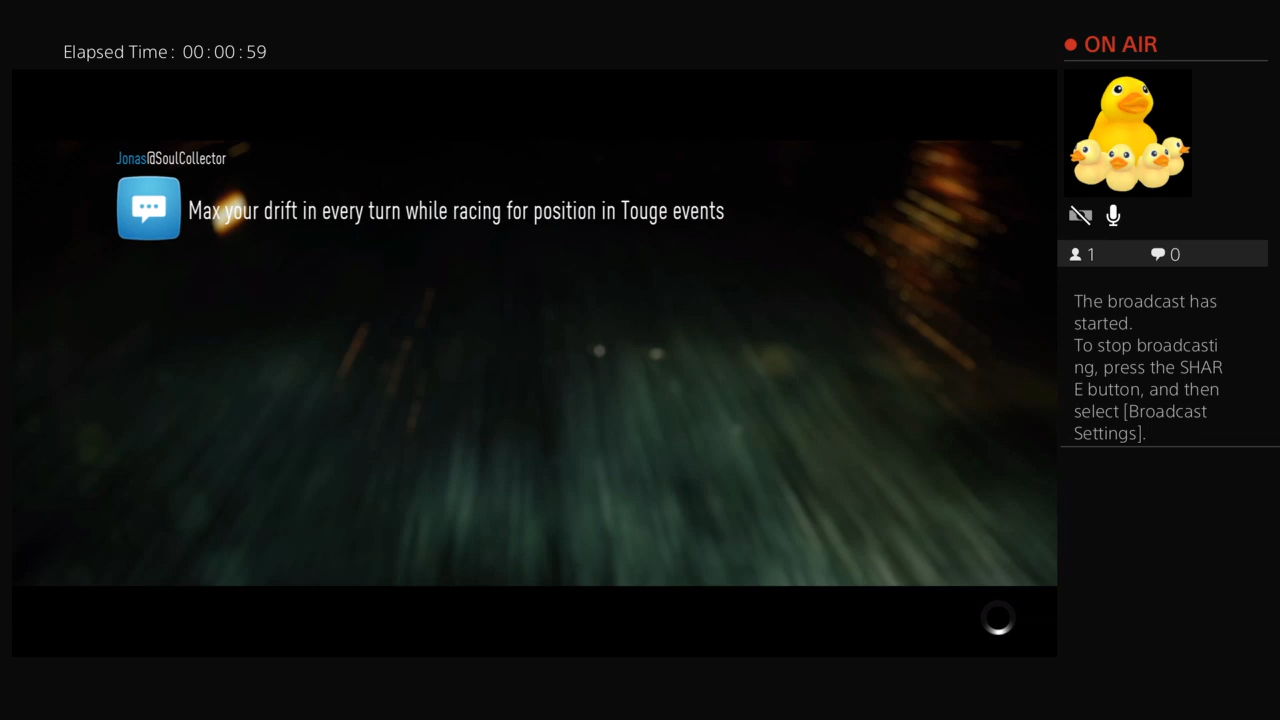 Elapsed Time: 00:00:59
ON AIR
Jonas@SoulCollector
Max your drift in every turn while racing for position in Touge events
1 0
The broadcast has
started.
To stop broadcasti
ng, press the SHAR
E button, and then
select [Broadcast
Settings].